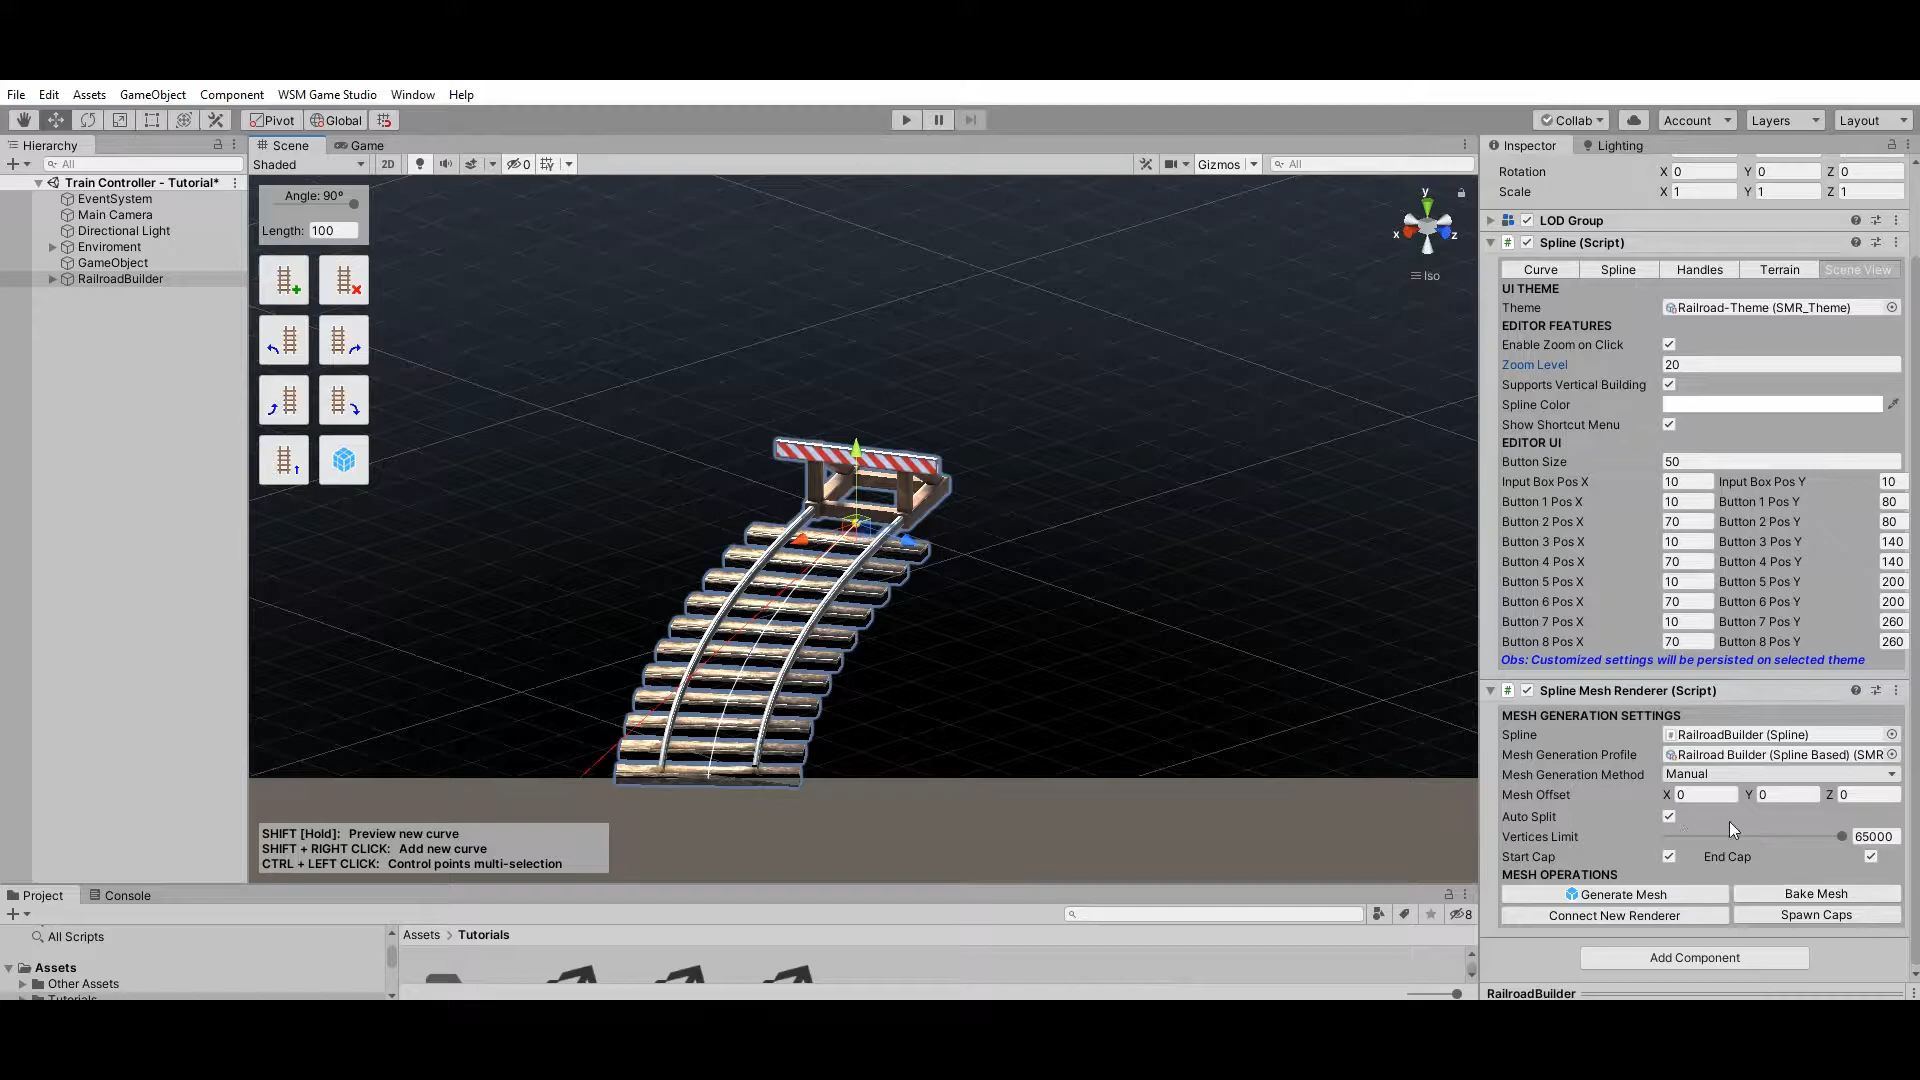 File Edit Assets GameObject Component WSM Game Studio Window Help
Pivot Global Collab Account Layers Layout
Hierarchy
All
Train Controller - Tutorial*
EventSystem
Main Camera
Directional Light
Enviroment
GameObject
RailroadBuilder
Scene Game
Shaded 2D 0 Gizmos All
Angle: 90º
Length: 100
y
x z
Iso
SHIFT [Hold]: Preview new curve
SHIFT + RIGHT CLICK: Add new curve
CTRL + LEFT CLICK: Control points multi-selection
Inspector Lighting
Rotation X 0 Y 0 Z 0
Scale X 1 Y 1 Z 1
LOD Group
Spline (Script)
Curve Spline Handles Terrain Scene View
UI THEME
Theme Railroad-Theme (SMR_Theme)
EDITOR FEATURES
Enable Zoom on Click
Zoom Level 20
Supports Vertical Building
Spline Color
Show Shortcut Menu
EDITOR UI
Button Size 50
Input Box Pos X 10 Input Box Pos Y 10
Button 1 Pos X 10 Button 1 Pos Y 80
Button 2 Pos X 70 Button 2 Pos Y 80
Button 3 Pos X 10 Button 3 Pos Y 140
Button 4 Pos X 70 Button 4 Pos Y 140
Button 5 Pos X 10 Button 5 Pos Y 200
Button 6 Pos X 70 Button 6 Pos Y 200
Button 7 Pos X 10 Button 7 Pos Y 260
Button 8 Pos X 70 Button 8 Pos Y 260
Obs: Customized settings will be persisted on selected theme
Spline Mesh Renderer (Script)
MESH GENERATION SETTINGS
Spline RailroadBuilder (Spline)
Mesh Generation Profile Railroad Builder (Spline Based) (SMR
Mesh Generation Method Manual
Mesh Offset X 0 Y 0 Z 0
Auto Split
Vertices Limit 65000
Start Cap End Cap
MESH OPERATIONS
Generate Mesh Bake Mesh
Connect New Renderer Spawn Caps
Add Component
RailroadBuilder
Project Console
8
All Scripts
Assets
Other Assets
Tutorials
Assets > Tutorials